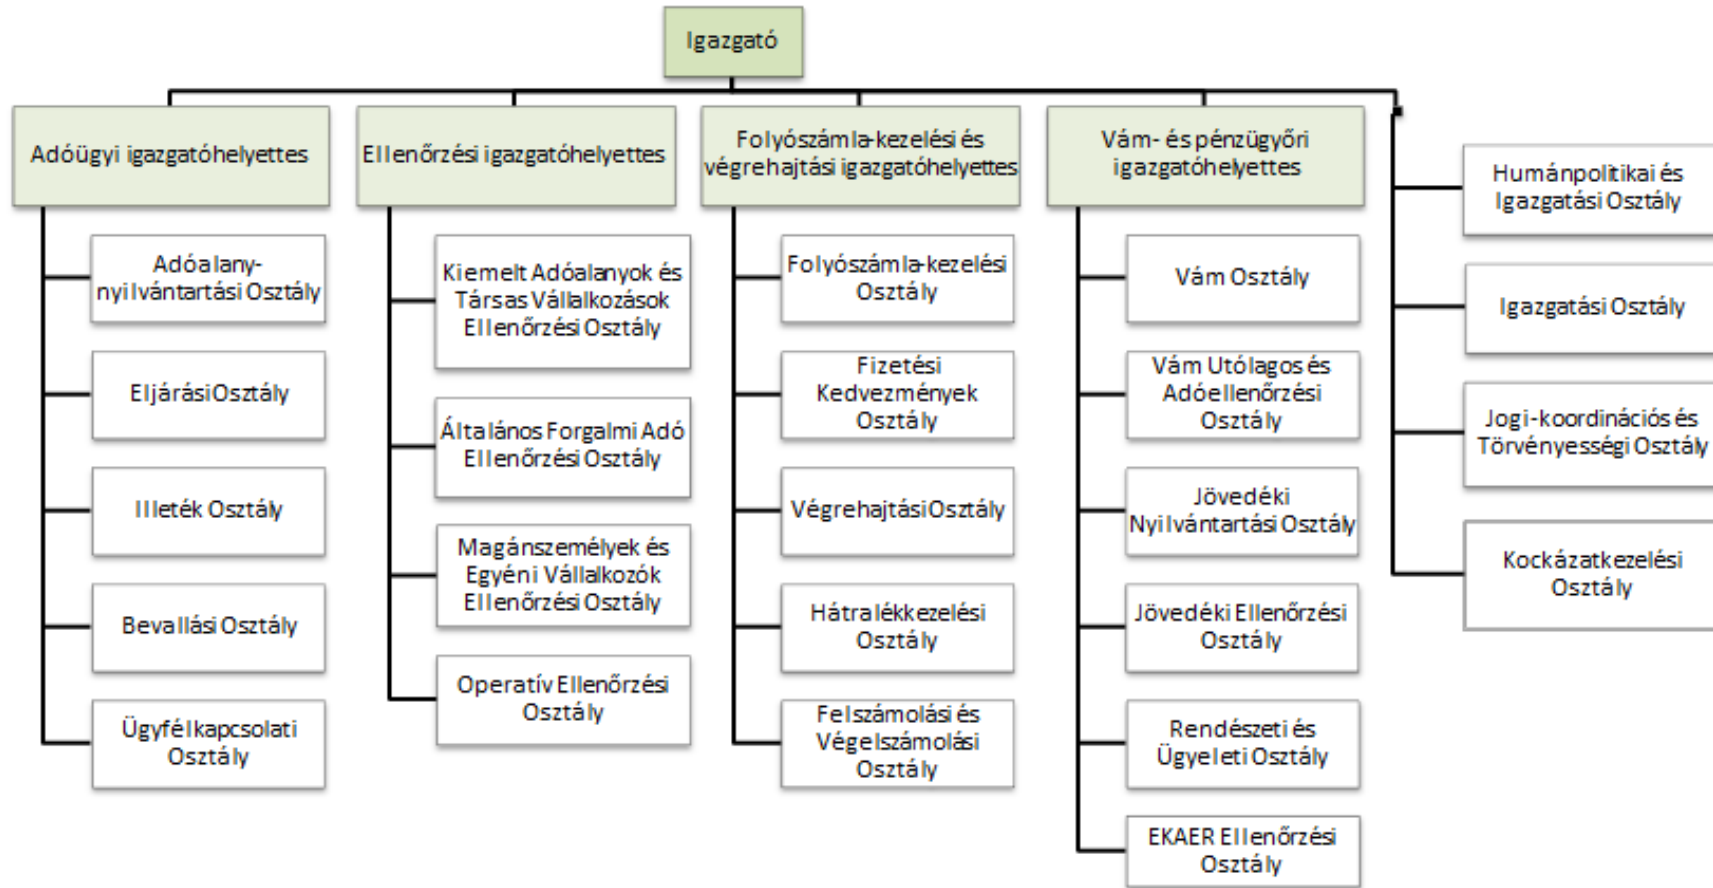 Igazgató
Adóügyi igazgatóhelyettes
Adóalany-
nyilvántartási Osztály
Eljárási Osztály
Illeték Osztály
Bevallási Osztály
Ügyfélkapcsolati
Osztály
Ellenőrzési igazgatóhelyettes
Kiemelt Adóalanyok és
Társas Vállalkozások
Ellenőrzési Osztály
Általános Forgalmi Adó
Ellenőrzési Osztály
Magánszemélyek és
Egyéni Vállalkozók
Ellenőrzési Osztály
Operatív Ellenőrzési
Osztály
Folyószámla-kezelési és
végrehajtási igazgatóhelyettes
Folyószámla-kezelési
Osztály
Fizetési
Kedvezmények
Osztály
Végrehajtási Osztály
Hátralékkezelési
Osztály
Felszámolási és
Végelszámolási
Osztály
Vám- és pénzügyőri
igazgatóhelyettes
Vám Osztály
Vám Utólagos és
Adóellenőrzési
Osztály
Jövedéki
Nyilvántartási Osztály
Jövedéki Ellenőrzési
Osztály
Rendészeti és
Ügyeleti Osztály
EKAER Ellenőrzési
Osztály
Humánpolitikai és
Igazgatási Osztály
Igazgatási Osztály
Jogi-koordinációs és
Törvényességi Osztály
Kockázatkezelési
Osztály